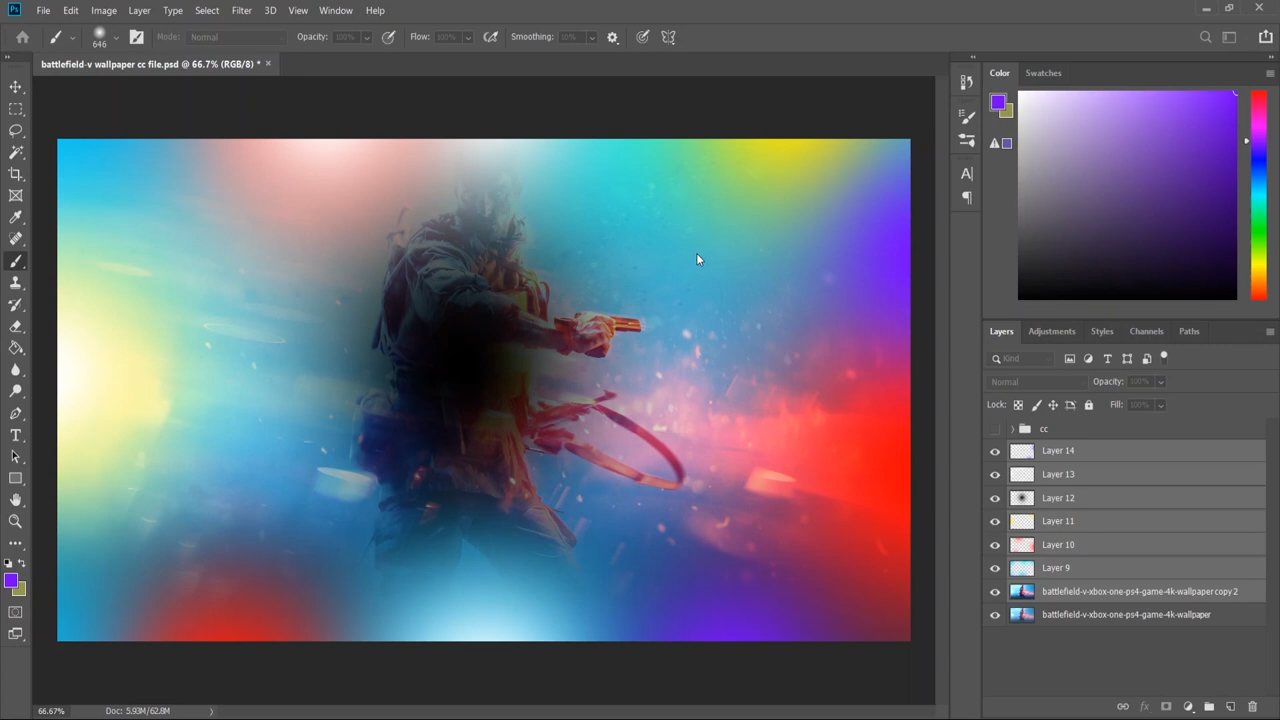 Ps File Edit Image Layer Type Select Filter 3D View Window Help
646 Mode: Normal Opacity: 100% Flow: 100% Smoothing: 10%
battlefield-v wallpaper cc file.psd @ 66.7% (RGB/8) * ×
Color Swatches
Layers Adjustments Styles Channels Paths
Kind
Normal Opacity: 100%
Lock: Fill: 100%
cc
Layer 14
Layer 13
Layer 12
Layer 11
Layer 10
Layer 9
battlefield-v-xbox-one-ps4-game-4k-wallpaper copy 2
battlefield-v-xbox-one-ps4-game-4k-wallpaper
66.67% Doc: 5.93M/62.8M